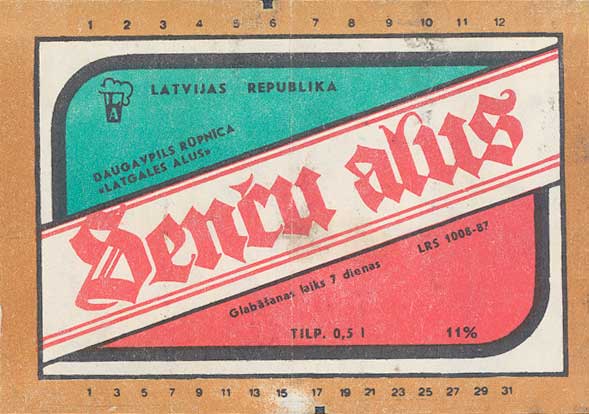 1 2 3 4 5 6 7 8 9 10 11 12
LATVIJAS REPUBLIKA
A
DAUGAVPILS RŪPNĪCA
«LATGALES ALUS»
Senču alus
LRS 1008-87
Glabāšanas laiks 7 dienas
TILP. 0,5 l 11%
1 3 5 7 9 11 13 15 17 19 21 23 25 27 29 31